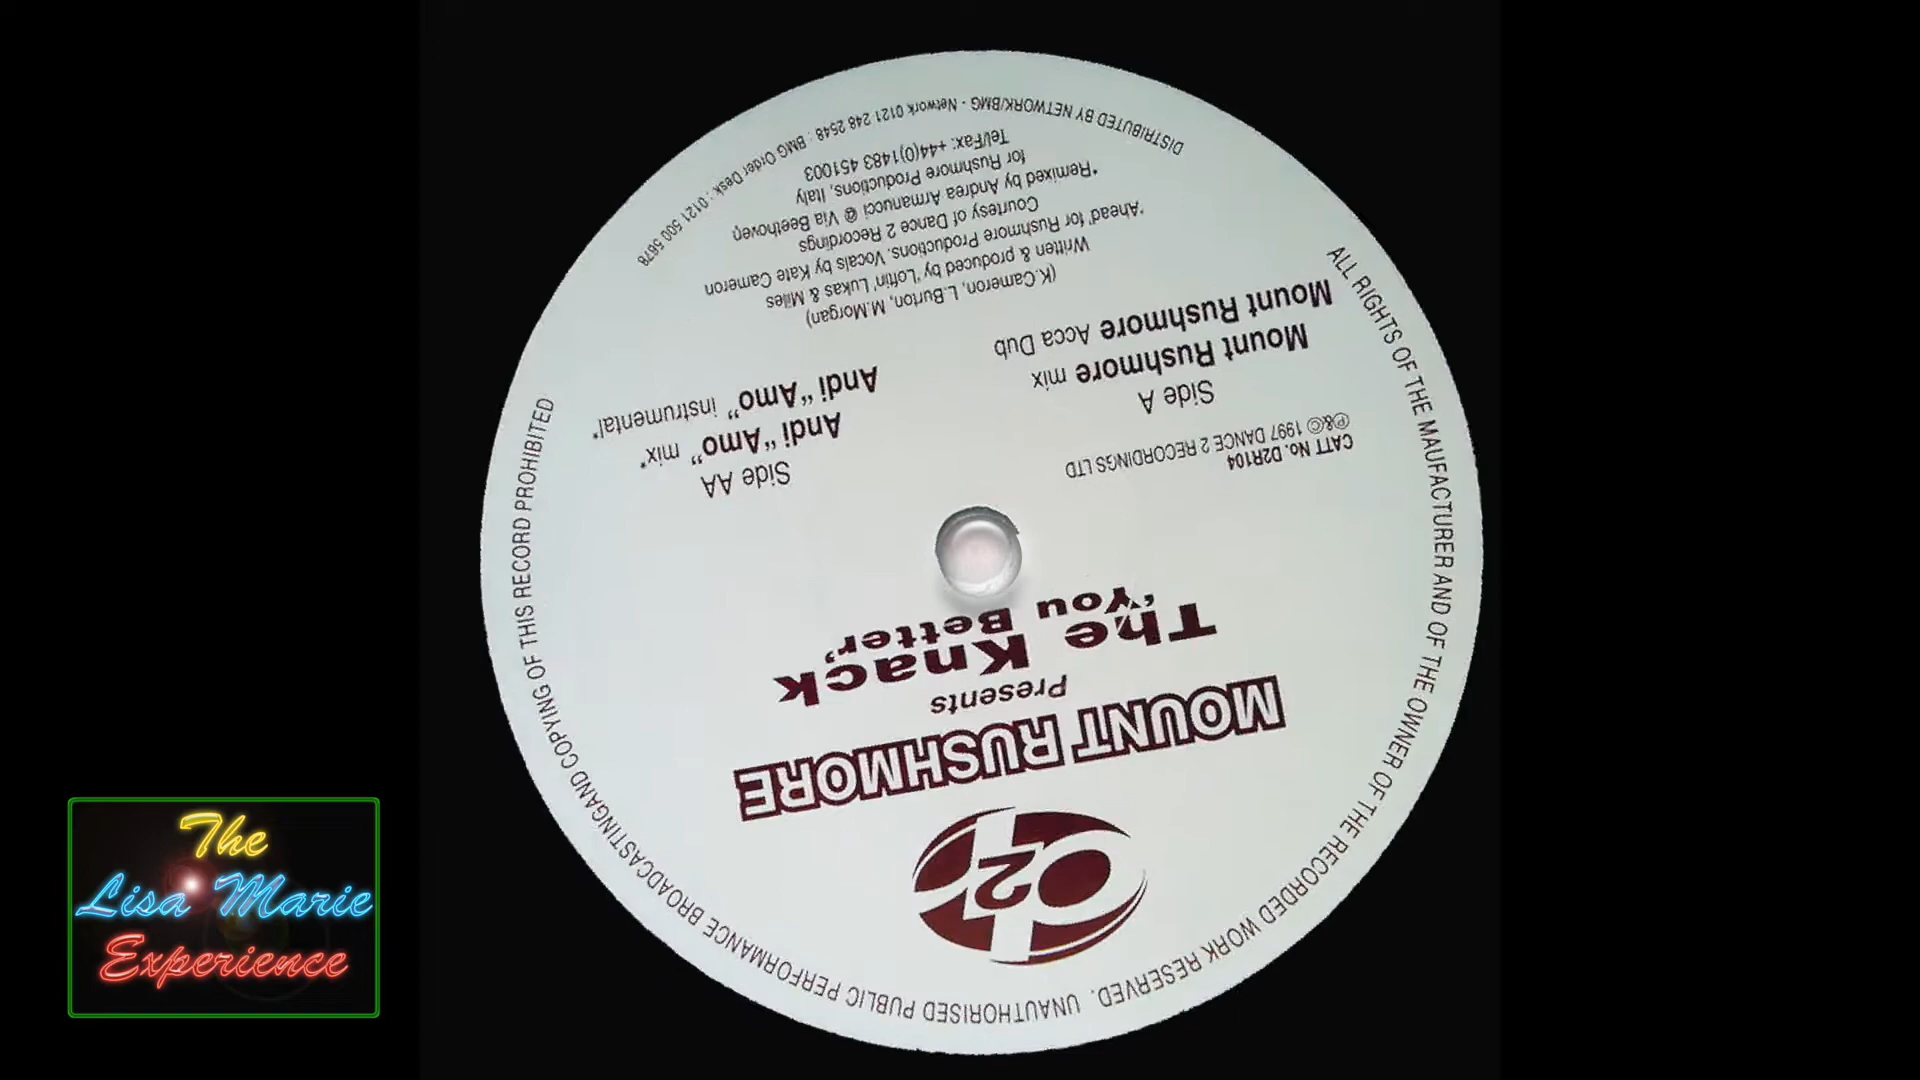 D2
MOUNT RUSHMORE
Presents
The Knack
'You Better'
CATT No. D2R104
℗&© 1997 DANCE 2 RECORDINGS LTD
Side A
Mount Rushmore mix
Mount Rushmore Acca Dub
Side AA
Andi "Amo" mix*
Andi "Amo" instrumental*
(K.Cameron, L.Burton, M.Morgan)
Written & produced by 'Loftin' Lukas & Miles
'Ahead' for Rushmore Productions. Vocals by Kate Cameron
Courtesy of Dance 2 Recordings
*Remixed by Andrea Armanucci @ Via Beethoven,
for Rushmore Productions, Italy
Tel/Fax: +44(0)1483 451003
DISTRIBUTED BY NETWORK/BMG - Network 0121 248 2548 : BMG Order Desk : 0121 500 5678
ALL RIGHTS OF THE MAUFACTURER AND OF THE OWNER OF THE RECORDED WORK RESERVED. UNAUTHORISED PUBLIC PERFORMANCE BROADCASTINGAND COPYING OF THIS RECORD PROHIBITED
The
Lisa Marie
Experience